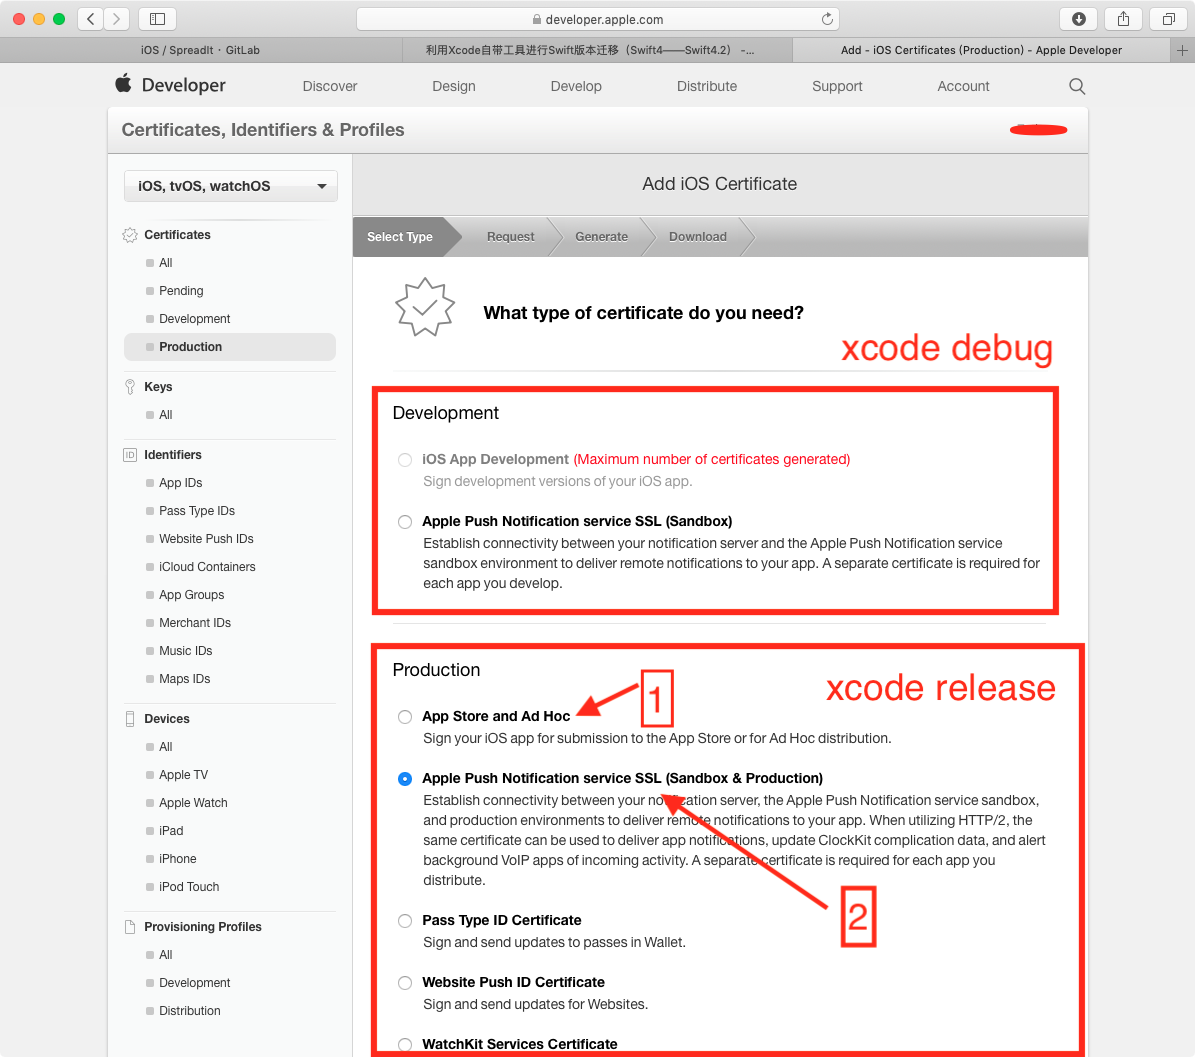 developer.apple.com
iOS / SpreadIt · GitLab
利用Xcode自带工具进行Swift版本迁移（Swift4——Swift4.2） -...
Add - iOS Certificates (Production) - Apple Developer
Developer
Discover
Design
Develop
Distribute
Support
Account
Certificates, Identifiers & Profiles
iOS, tvOS, watchOS
Certificates
All
Pending
Development
Production
Keys
All
ID
Identifiers
App IDs
Pass Type IDs
Website Push IDs
iCloud Containers
App Groups
Merchant IDs
Music IDs
Maps IDs
Devices
All
Apple TV
Apple Watch
iPad
iPhone
iPod Touch
Provisioning Profiles
All
Development
Distribution
Add iOS Certificate
Select Type
Request
Generate
Download
What type of certificate do you need?
xcode debug
Development
iOS App Development (Maximum number of certificates generated)
Sign development versions of your iOS app.
Apple Push Notification service SSL (Sandbox)
Establish connectivity between your notification server and the Apple Push Notification service
sandbox environment to deliver remote notifications to your app. A separate certificate is required for
each app you develop.
Production
xcode release
1
App Store and Ad Hoc
Sign your iOS app for submission to the App Store or for Ad Hoc distribution.
Apple Push Notification service SSL (Sandbox & Production)
Establish connectivity between your notification server, the Apple Push Notification service sandbox,
and production environments to deliver remote notifications to your app. When utilizing HTTP/2, the
same certificate can be used to deliver app notifications, update ClockKit complication data, and alert
background VoIP apps of incoming activity. A separate certificate is required for each app you
distribute.
2
Pass Type ID Certificate
Sign and send updates to passes in Wallet.
Website Push ID Certificate
Sign and send updates for Websites.
WatchKit Services Certificate